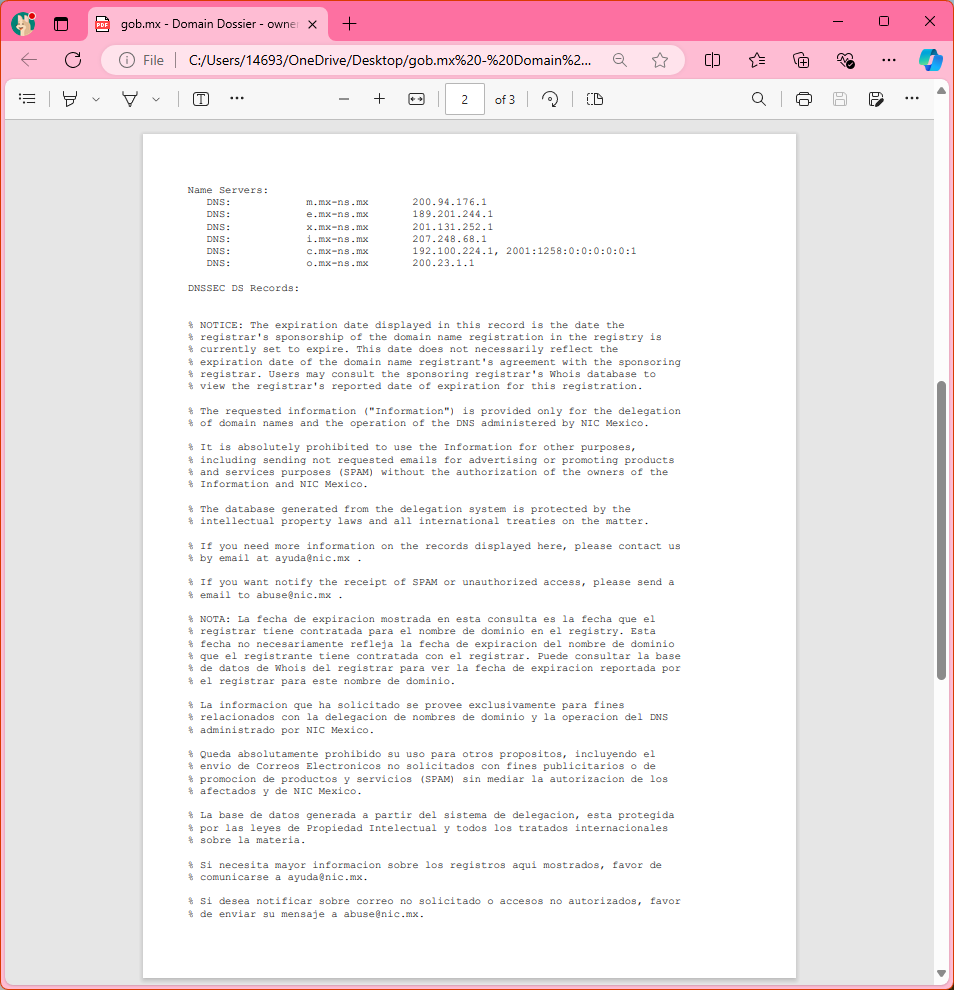 gob.mx - Domain Dossier - owne
File
C:/Users/14693/OneDrive/Desktop/gob.mx%20-%20Domain%2...
2 of 3
Name Servers:
DNS: m.mx-ns.mx 200.94.176.1
DNS: e.mx-ns.mx 189.201.244.1
DNS: x.mx-ns.mx 201.131.252.1
DNS: i.mx-ns.mx 207.248.68.1
DNS: c.mx-ns.mx 192.100.224.1, 2001:1258:0:0:0:0:0:1
DNS: o.mx-ns.mx 200.23.1.1
DNSSEC DS Records:
% NOTICE: The expiration date displayed in this record is the date the
% registrar's sponsorship of the domain name registration in the registry is
% currently set to expire. This date does not necessarily reflect the
% expiration date of the domain name registrant's agreement with the sponsoring
% registrar. Users may consult the sponsoring registrar's Whois database to
% view the registrar's reported date of expiration for this registration.
% The requested information ("Information") is provided only for the delegation
% of domain names and the operation of the DNS administered by NIC Mexico.
% It is absolutely prohibited to use the Information for other purposes,
% including sending not requested emails for advertising or promoting products
% and services purposes (SPAM) without the authorization of the owners of the
% Information and NIC Mexico.
% The database generated from the delegation system is protected by the
% intellectual property laws and all international treaties on the matter.
% If you need more information on the records displayed here, please contact us
% by email at ayuda@nic.mx .
% If you want notify the receipt of SPAM or unauthorized access, please send a
% email to abuse@nic.mx .
% NOTA: La fecha de expiracion mostrada en esta consulta es la fecha que el
% registrar tiene contratada para el nombre de dominio en el registry. Esta
% fecha no necesariamente refleja la fecha de expiracion del nombre de dominio
% que el registrante tiene contratada con el registrar. Puede consultar la base
% de datos de Whois del registrar para ver la fecha de expiracion reportada por
% el registrar para este nombre de dominio.
% La informacion que ha solicitado se provee exclusivamente para fines
% relacionados con la delegacion de nombres de dominio y la operacion del DNS
% administrado por NIC Mexico.
% Queda absolutamente prohibido su uso para otros propositos, incluyendo el
% envio de Correos Electronicos no solicitados con fines publicitarios o de
% promocion de productos y servicios (SPAM) sin mediar la autorizacion de los
% afectados y de NIC Mexico.
% La base de datos generada a partir del sistema de delegacion, esta protegida
% por las leyes de Propiedad Intelectual y todos los tratados internacionales
% sobre la materia.
% Si necesita mayor informacion sobre los registros aqui mostrados, favor de
% comunicarse a ayuda@nic.mx.
% Si desea notificar sobre correo no solicitado o accesos no autorizados, favor
% de enviar su mensaje a abuse@nic.mx.